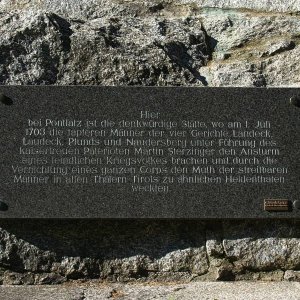 Hier
bei Pontlatz ist die denkwürdige Stätte, wo am 1. Juli
1703 die tapferen Männer der vier Gerichte Landeck,
Laudeck, Pfunds und Naudersberg unter Führung des
kaisertreuen Patrioten Martin Sterzinger den Ansturm
eines feindlichen Kriegsvolkes brachen und durch die
Vernichtung eines ganzen Corps den Muth der streitbaren
Männer in allen Thälern Tirols zu ähnlichen Heldenthaten
weckten